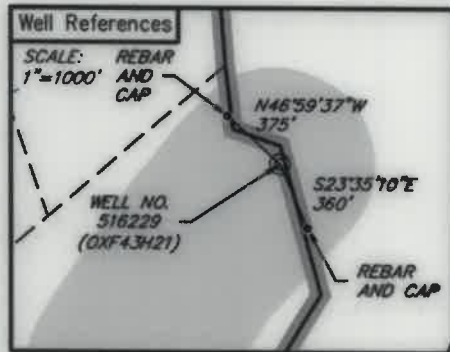 Well References
SCALE:
1"=1000'
REBAR
AND
CAP
N46°59'37"W
375'
WELL NO.
516229
(OXF43H21)
S23°35'10"E
360'
REBAR
AND CAP